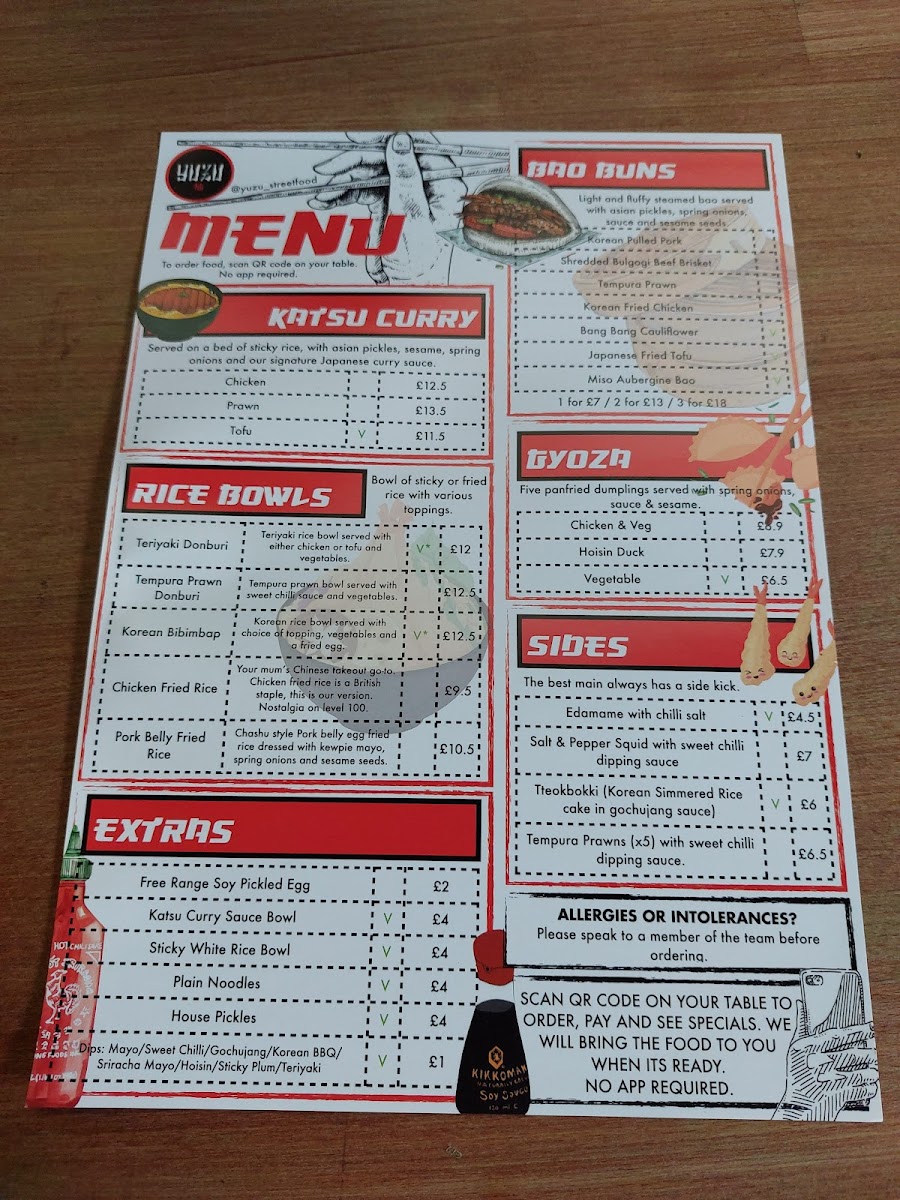 YUZU
@yuzu_streetfood
MENU
To order food, scan QR code on your table.
No app required.
KATSU CURRY
Served on a bed of sticky rice, with asian pickles, sesame, spring
onions and our signature Japanese curry sauce.
Chicken £12.5
Prawn £13.5
Tofu V £11.5
RICE BOWLS
Bowl of sticky or fried
rice with various
toppings.
Teriyaki Donburi
Teriyaki rice bowl served with
either chicken or tofu and
vegetables.
V* £12
Tempura Prawn
Donburi
Tempura prawn bowl served with
sweet chilli sauce and vegetables.
£12.5
Korean Bibimbap
Korean rice bowl served with
choice of topping, vegetables and
a fried egg.
V* £12.5
Chicken Fried Rice
Your mum's Chinese takeout go-to.
Chicken fried rice is a British
staple, this is our version.
Nostalgia on level 100.
£9.5
Pork Belly Fried
Rice
Chashu style Pork belly egg fried
rice dressed with kewpie mayo,
spring onions and sesame seeds.
£10.5
EXTRAS
Free Range Soy Pickled Egg £2
Katsu Curry Sauce Bowl V £4
Sticky White Rice Bowl V £4
Plain Noodles V £4
House Pickles V £4
Dips: Mayo/Sweet Chilli/Gochujang/Korean BBQ/
Sriracha Mayo/Hoisin/Sticky Plum/Teriyaki
V £1
BAO BUNS
Light and fluffy steamed bao served
with asian pickles, spring onions,
sauce and sesame seeds.
Korean Pulled Pork
Shredded Bulgogi Beef Brisket
Tempura Prawn
Korean Fried Chicken
Bang Bang Cauliflower V
Japanese Fried Tofu
Miso Aubergine Bao V
1 for £7 / 2 for £13 / 3 for £18
GYOZA
Five panfried dumplings served with spring onions,
sauce & sesame.
Chicken & Veg £6.9
Hoisin Duck £7.9
Vegetable V £6.5
SIDES
The best main always has a side kick.
Edamame with chilli salt V £4.5
Salt & Pepper Squid with sweet chilli
dipping sauce
£7
Tteokbokki (Korean Simmered Rice
cake in gochujang sauce)
V £6
Tempura Prawns (x5) with sweet chilli
dipping sauce.
£6.5
ALLERGIES OR INTOLERANCES?
Please speak to a member of the team before
ordering.
SCAN QR CODE ON YOUR TABLE TO
ORDER, PAY AND SEE SPECIALS. WE
WILL BRING THE FOOD TO YOU
WHEN ITS READY.
NO APP REQUIRED.
KIKKOMAN
Soy Sauce